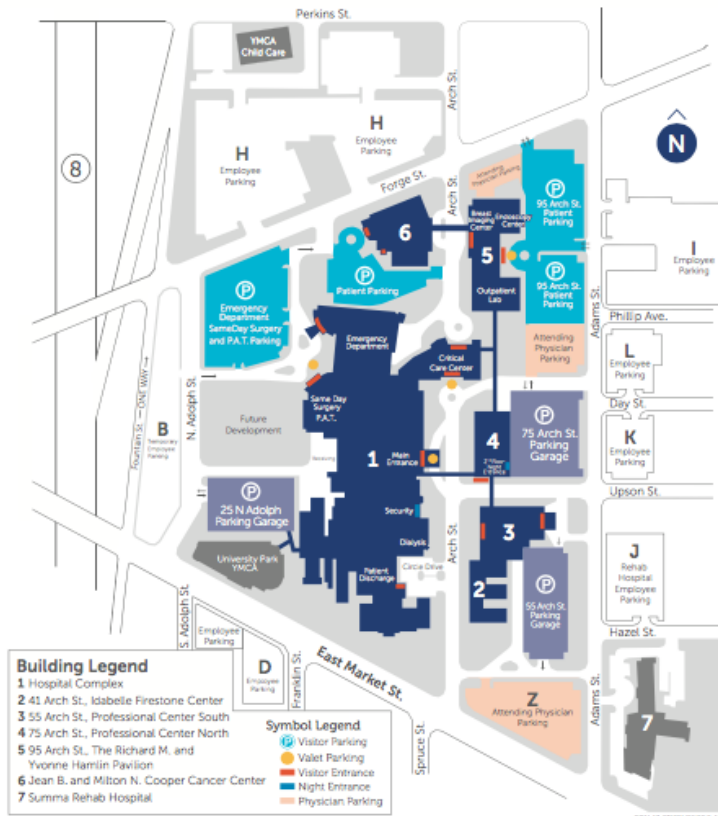 Perkins St.
YMCA
Child Care
Arch St.
8
H
Employee
Parking
H
Employee
Parking
N
Forge St.
Arch St.
Attending
Physician Parking
P
95 Arch St.
Patient
Parking
Breast
Imaging
Center
Endoscopy
Center
6
5
I
Employee
Parking
P
Patient Parking
P
95 Arch St.
Patient
Parking
P
Emergency
Department
SameDay Surgery
and P.A.T. Parking
Outpatient
Lab
Adams St.
Phillip Ave.
Emergency
Department
Attending
Physician
Parking
Critical
Care Center
L
Employee
Parking
Fountain St. — ONE WAY
N. Adolph St.
Day St.
Same Day
Surgery
P.A.T.
Future
Development
B
Temporary
Employee
Parking
P
75 Arch St.
Parking
Garage
4
K
Employee
Parking
1
Main
Entrance
2nd Floor
Night
Entrance
Upson St.
P
25 N Adolph
Parking Garage
Security
3
Arch St.
Dialysis
University Park
YMCA
Circle Drive
J
Rehab
Hospital
Employee
Parking
P
55 Arch St.
Parking
Garage
Patient
Discharge
2
S. Adolph St.
Employee
Parking
Hazel St.
D
Employee
Parking
Franklin St.
East Market St.
Spruce St.
Z
Attending Physician
Parking
Adams St.
7
Building Legend
1 Hospital Complex
2 41 Arch St., Idabelle Firestone Center
3 55 Arch St., Professional Center South
4 75 Arch St., Professional Center North
5 95 Arch St., The Richard M. and
Yvonne Hamlin Pavilion
6 Jean B. and Milton N. Cooper Cancer Center
7 Summa Rehab Hospital
Symbol Legend
P Visitor Parking
Valet Parking
Visitor Entrance
Night Entrance
Physician Parking